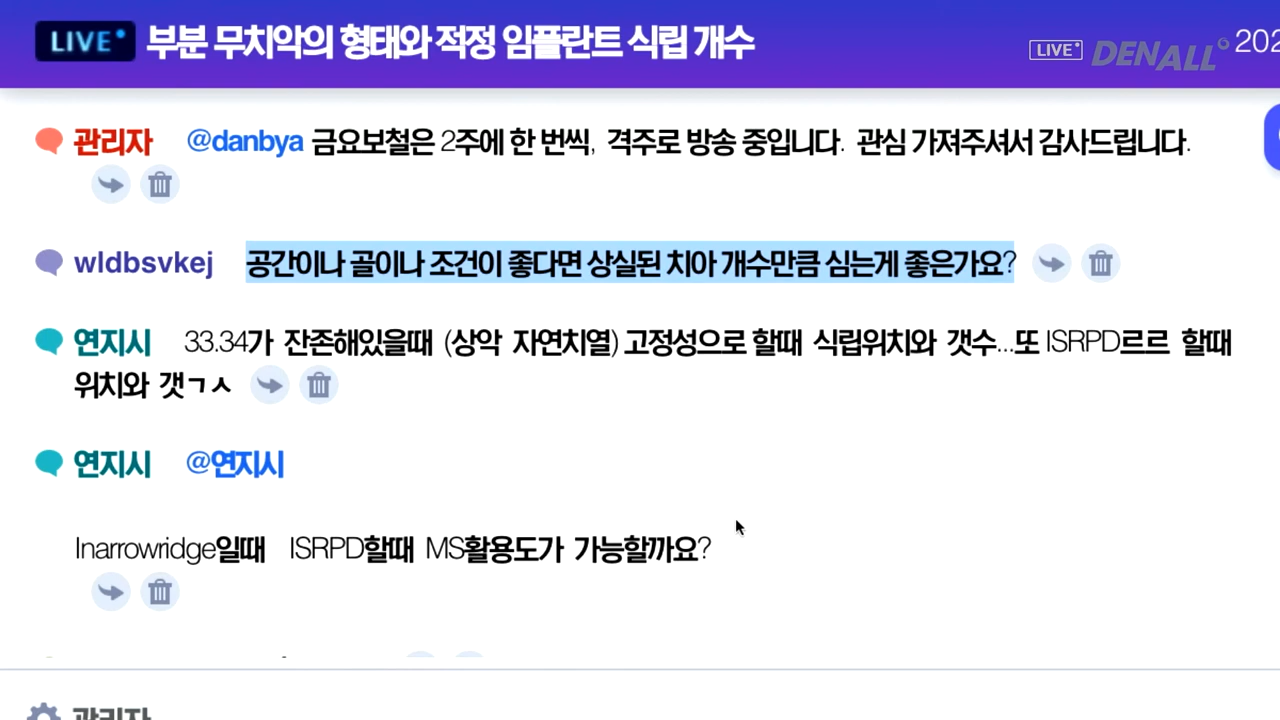 LIVE 부분 무치악의 형태와 적정 임플란트 식립 개수
LIVE DENALL 202
관리자 @danbya 금요보철은 2주에 한 번씩, 격주로 방송 중입니다. 관심 가져주셔서 감사드립니다.
wldbsvkej 공간이나 골이나 조건이 좋다면 상실된 치아 개수만큼 심는게 좋은가요?
연지시 33.34가 잔존해있을때 (상악 자연치열) 고정성으로 할때 식립위치와 갯수...또 ISRPD르르 할때
위치와 갯ㄱㅅ
연지시 @연지시
Inarrowridge일때 ISRPD할때 MS활용도가 가능할까요?
관리자